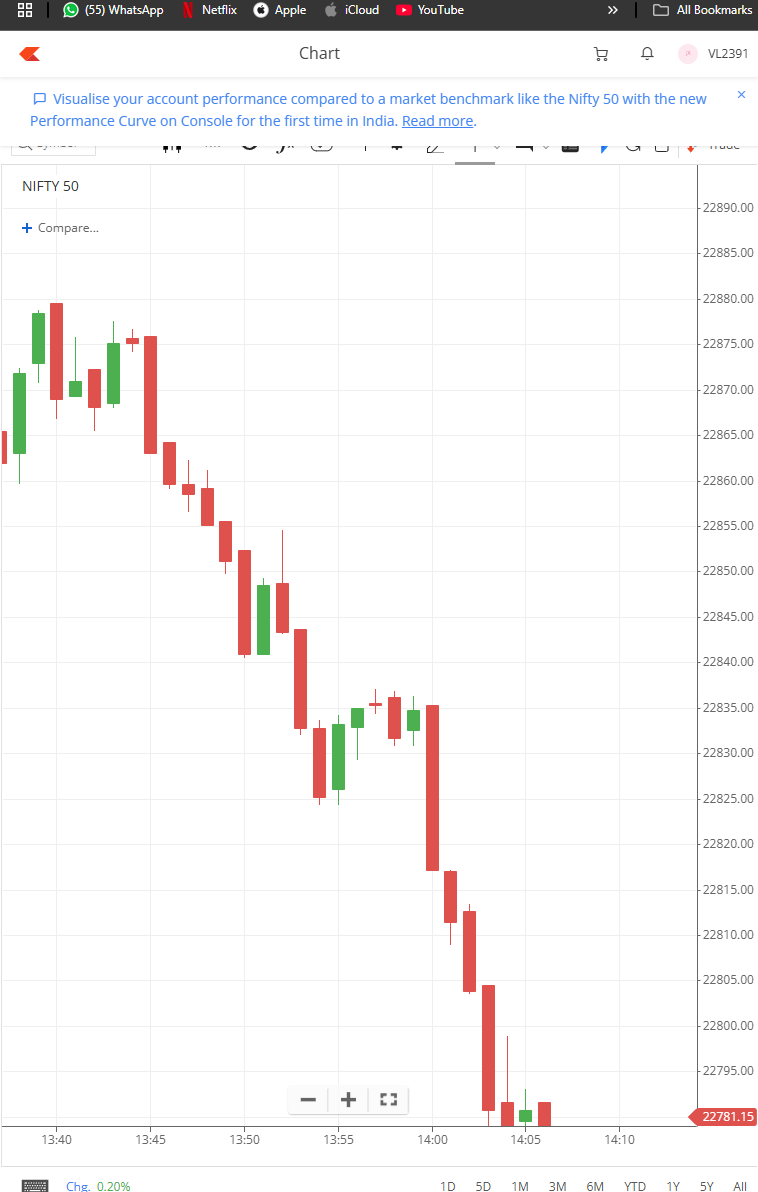 (55) WhatsApp Netflix Apple iCloud YouTube » All Bookmarks
Chart VL2391
Visualise your account performance compared to a market benchmark like the Nifty 50 with the new
Performance Curve on Console for the first time in India. Read more.
NIFTY 50
+ Compare...
22890.00
22885.00
22880.00
22875.00
22870.00
22865.00
22860.00
22855.00
22850.00
22845.00
22840.00
22835.00
22830.00
22825.00
22820.00
22815.00
22810.00
22805.00
22800.00
22795.00
22781.15
13:40 13:45 13:50 13:55 14:00 14:05 14:10
Chg. 0.20% 1D 5D 1M 3M 6M YTD 1Y 5Y All